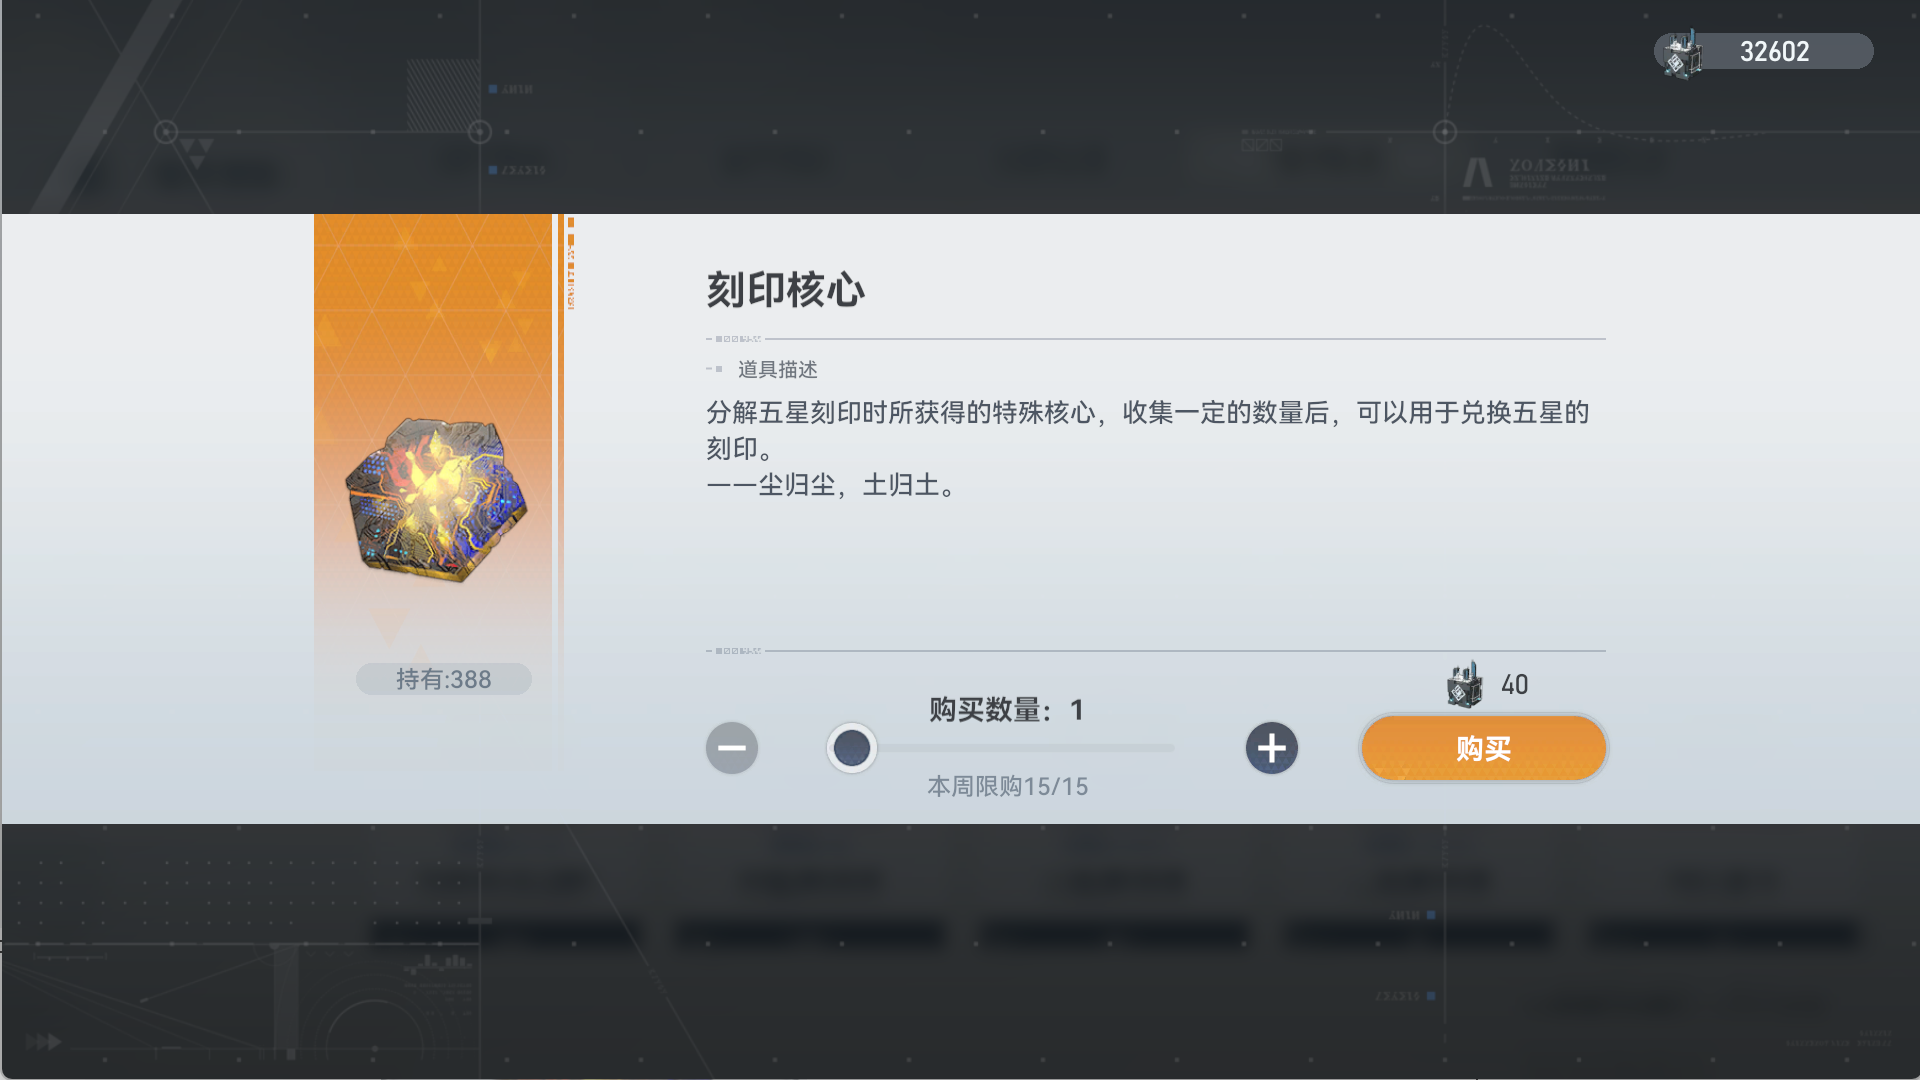 32602
刻印核心
道具描述
分解五星刻印时所获得的特殊核心，收集一定的数量后，可以用于兑换五星的
刻印。
一一尘归尘，土归土。
持有:388
购买数量：1
本周限购15/15
40
购买